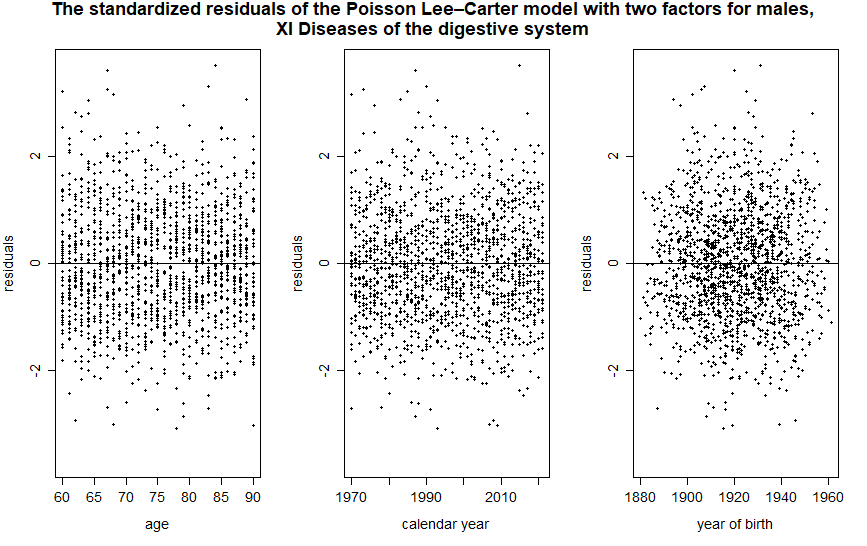 The standardized residuals of the Poisson Lee–Carter model with two factors for males,
XI Diseases of the digestive system
residuals
2
0
-2
60 65 70 75 80 85 90
age
residuals
2
0
-2
1970 1990 2010
calendar year
residuals
2
0
-2
1880 1900 1920 1940 1960
year of birth